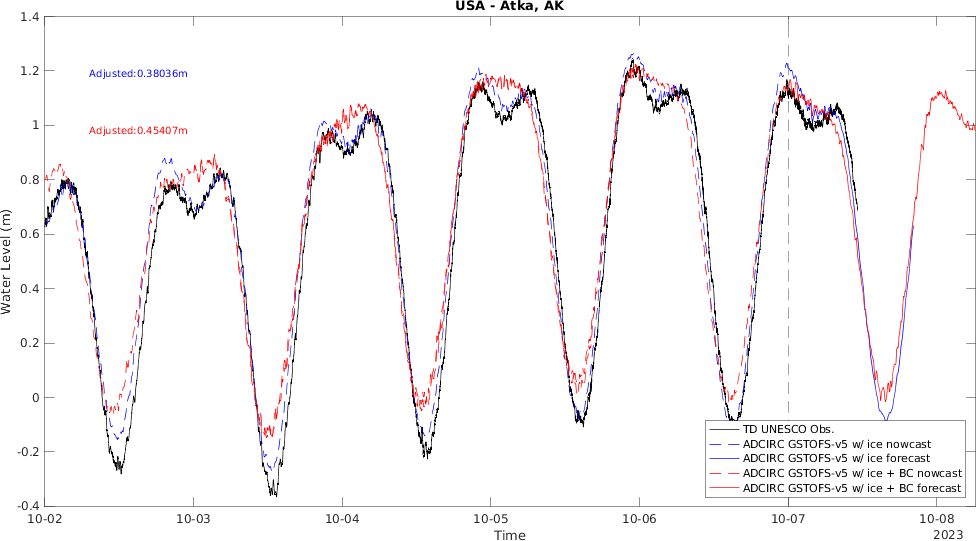 USA - Atka, AK
1.4
1.2
1
0.8
0.6
0.4
0.2
0
-0.2
-0.4
Water Level (m)
Adjusted:0.38036m
Adjusted:0.45407m
TD UNESCO Obs.
ADCIRC GSTOFS-v5 w/ ice nowcast
ADCIRC GSTOFS-v5 w/ ice forecast
ADCIRC GSTOFS-v5 w/ ice + BC nowcast
ADCIRC GSTOFS-v5 w/ ice + BC forecast
10-02 10-03 10-04 10-05 10-06 10-07 10-08
Time
2023